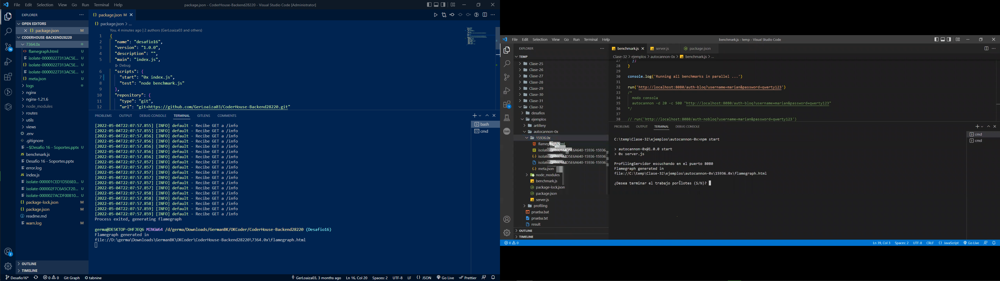 File Edit Selection View Go Run Terminal Help
package.json - CoderHouse-Backend28220 - Visual Studio Code [Administrator]
EXPLORER
OPEN EDITORS
package.json M
CODERHOUSE-BACKEND28220
7364.0x
flamegraph.html U
isolate-00000227313AC5E... U
isolate-00000227313AC5E... U
isolate-00000227313AC5E... U
meta.json U
logs
nginx
nginx-1.21.6
node_modules
routes
utils
views
.env
.gitignore
~$Desafio 16 - Soportes.pptx U
JS benchmark.js
Desafio 16 - Soportes.pptx
error.log
JS index.js
isolate-000001CED1D5E6E0... U
isolate-000002F7C6A5CF20... U
isolate-0000027ACDF00810... U
package-lock.json M
package.json M
readme.md
warn.log M
OUTLINE
TIMELINE
16
2
package.json M
package.json > ...
You, 4 minutes ago | 2 authors (GerLoaiza03 and others)
1 {
2 "name": "desafio16",
3 "version": "1.0.0",
4 "description": "",
5 "main": "index.js",
Debug
6 "scripts": {
7 "start": "0x index.js",
8 "test": "node benchmark.js"
9 },
10 "repository": {
11 "type": "git",
12 "url": "git+https://github.com/GerLoaiza03/CoderHouse-Backend28220.git"
PROBLEMS OUTPUT DEBUG CONSOLE TERMINAL GITLENS COMMENTS
[2022-05-04T22:07:57.855] [INFO] default - Recibe GET a /info
[2022-05-04T22:07:57.855] [INFO] default - Recibe GET a /info
[2022-05-04T22:07:57.856] [INFO] default - Recibe GET a /info
[2022-05-04T22:07:57.856] [INFO] default - Recibe GET a /info
[2022-05-04T22:07:57.856] [INFO] default - Recibe GET a /info
[2022-05-04T22:07:57.856] [INFO] default - Recibe GET a /info
[2022-05-04T22:07:57.856] [INFO] default - Recibe GET a /info
[2022-05-04T22:07:57.857] [INFO] default - Recibe GET a /info
[2022-05-04T22:07:57.857] [INFO] default - Recibe GET a /info
[2022-05-04T22:07:57.857] [INFO] default - Recibe GET a /info
[2022-05-04T22:07:57.857] [INFO] default - Recibe GET a /info
[2022-05-04T22:07:57.857] [INFO] default - Recibe GET a /info
[2022-05-04T22:07:57.857] [INFO] default - Recibe GET a /info
[2022-05-04T22:07:57.858] [INFO] default - Recibe GET a /info
[2022-05-04T22:07:57.858] [INFO] default - Recibe GET a /info
[2022-05-04T22:07:57.858] [INFO] default - Recibe GET a /info
[2022-05-04T22:07:57.859] [INFO] default - Recibe GET a /info
[2022-05-04T22:07:57.859] [INFO] default - Recibe GET a /info
Process exited, generating flamegraph
germa@DESKTOP-OHFJEQ6 MINGW64 /d/germa/Downloads/GermanBK/OKCoder/CoderHouse-Backend28220 (Desafio16)
Flamegraph generated in
file://D:\germa\Downloads\GermanBK\OKCoder\CoderHouse-Backend28220\7364.0x\flamegraph.html
bash
cmd
Desafio16* 0 0 Git Graph tabnine GerLoaiza03, 3 months ago Ln 16, Col 20 Spaces: 2 UTF-8 LF JSON Go Live Prettier
File Edit Selection View Go Run Terminal Help
benchmark.js - temp - Visual Studio Code
EXPLORER
TEMP
Clase-25
Clase-26
Clase-27
Clase-28
Clase-29
Clase-30
Clase-31
Clase-32
desafios
ejemplos
artillery
autocannon-0x
15936.0x
flamegraph.html
isolate-000001A4D5E6A640-15936-15936...
isolate-000001A4D5E6A640-15936-15936...
isolate-000001A4D5E6A640-15936-15936...
meta.json
node_modules
benchmark.js
package-lock.json
package.json
server.js
profiling
prueba.bat
prueba.txt
result
OUTLINE
TIMELINE
1
Json
benchmark.js server.js package.json
Clase-32 > ejemplos > autocannon-0x > benchmark.js > ...
27 })
28 }
29
30 console.log('Running all benchmarks in parallel ...')
31
32 run('http://localhost:8080/auth-bloq?username=marian&password=qwerty123')
33 /*
34 modo consola
35 autocannon -d 20 -c 500 "http://localhost:8080/auth-bloq?username=marian&password=qwerty123"
36 */
37
38 // run('http://localhost:8080/auth-nobloq?username=marian&password=qwerty123')
PROBLEMS OUTPUT TERMINAL DEBUG CONSOLE
C:\temp\Clase-32\ejemplos\autocannon-0x>npm start
> autocannon-0x@1.0.0 start
> 0x server.js
ProfilingServidor escuchando en el puerto 8080
Flamegraph generated in
file://C:\temp\Clase-32\ejemplos\autocannon-0x\15936.0x\flamegraph.html
¿Desea terminar el trabajo por lotes (S/N)?
cmd
cmd
0 0 Ln 39, Col 3 Spaces: 2 UTF-8 CRLF JavaScript Go Live